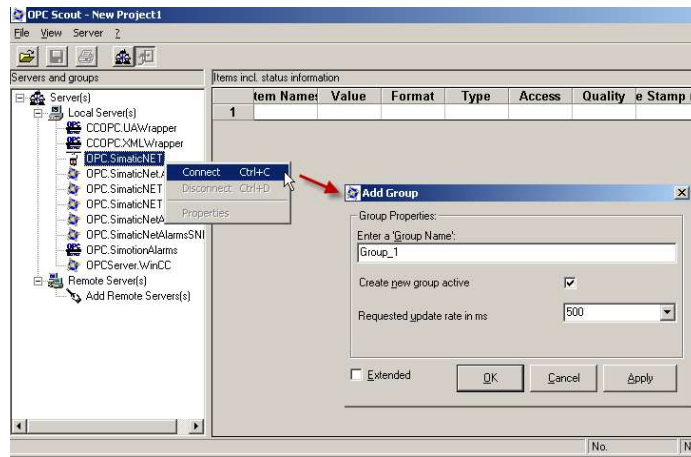 OPC Scout - New Project1
File View Server ?
Servers and groups
Items incl. status information
Server(s)
Local Server(s)
CCOPC.UAWrapper
CCOPC.XMLWrapper
OPC.SimaticNET
OPC.SimaticNet.
OPC.SimaticNET
OPC.SimaticNET
OPC.SimaticNetA
OPC.SimaticNetAlarmsSN
OPC.SimotionAlarms
OPCServer.WinCC
Remote Server(s)
Add Remote Servers(s)
tem Names Value Format Type Access Quality e Stamp
1
Connect Ctrl+C
Disconnect Ctrl+D
Properties
Add Group
Group Properties:
Enter a 'Group Name':
Group_1
Create new group active
Requested update rate in ms
500
Extended
OK
Cancel
Apply
No.
N